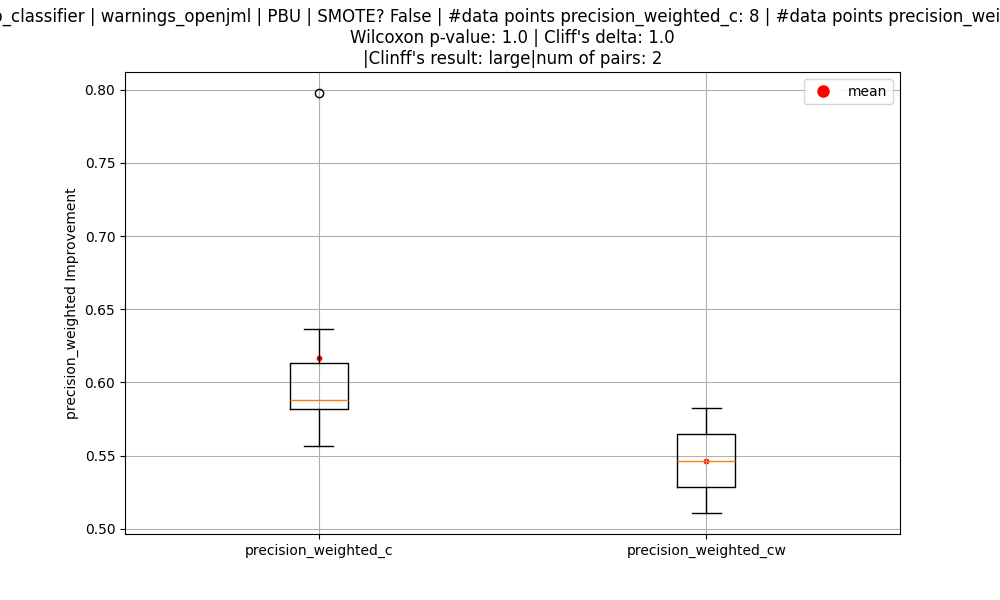 _classifier | warnings_openjml | PBU | SMOTE? False | #data points precision_weighted_c: 8 | #data points
Wilcoxon p-value: 1.0 | Cliff's delta: 1.0
|Clinff's result: large|num of pairs: 2
mean
0.80
0.75
0.70
0.65
0.60
0.55
0.50
precision_weighted Improvement
precision_weighted_c
precision_weighted_cw